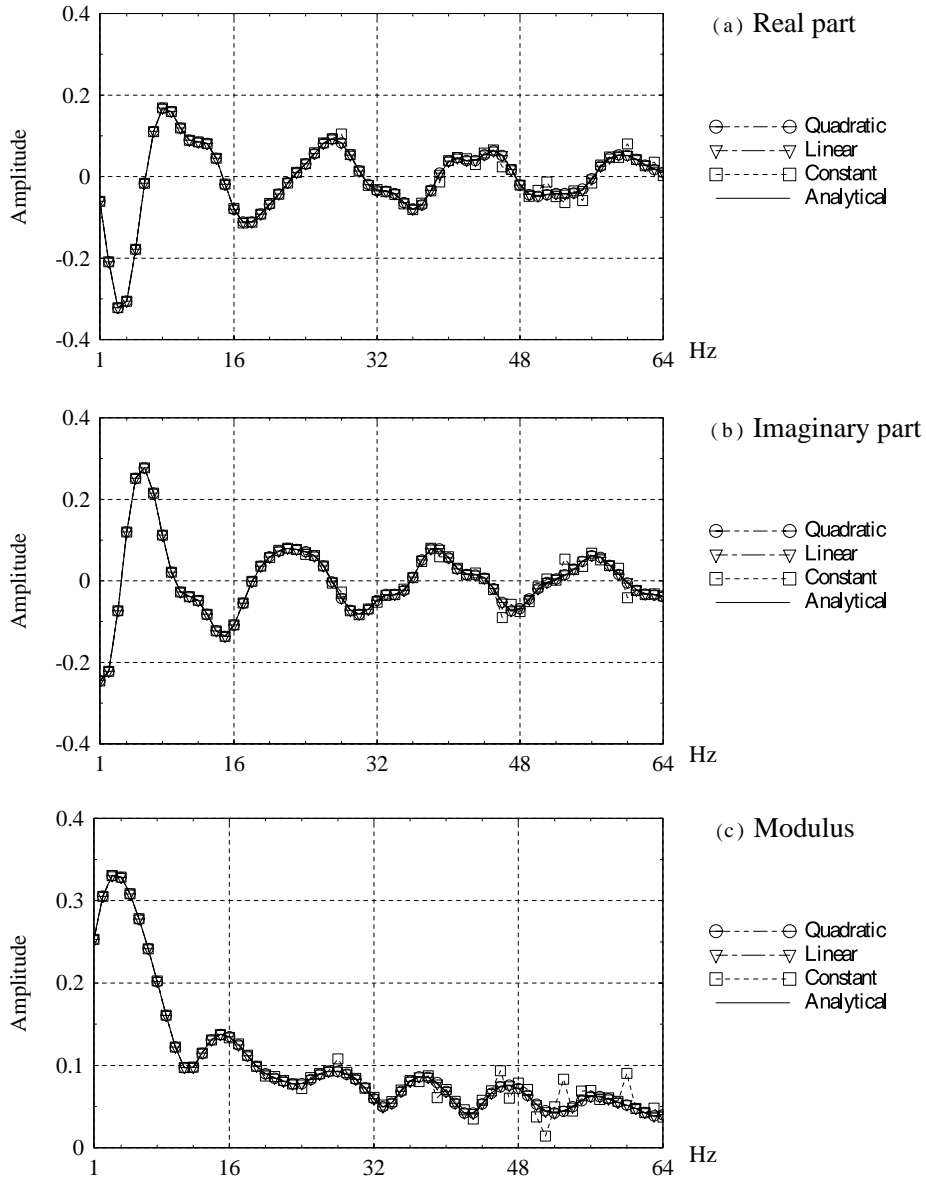 (a) Real part
0.4
0.2
0
-0.2
-0.4
Amplitude
1 16 32 48 64 Hz
Quadratic
Linear
Constant
Analytical
(b) Imaginary part
0.4
0.2
0
-0.2
-0.4
Amplitude
1 16 32 48 64 Hz
Quadratic
Linear
Constant
Analytical
(c) Modulus
0.4
0.3
0.2
0.1
0
Amplitude
1 16 32 48 64 Hz
Quadratic
Linear
Constant
Analytical